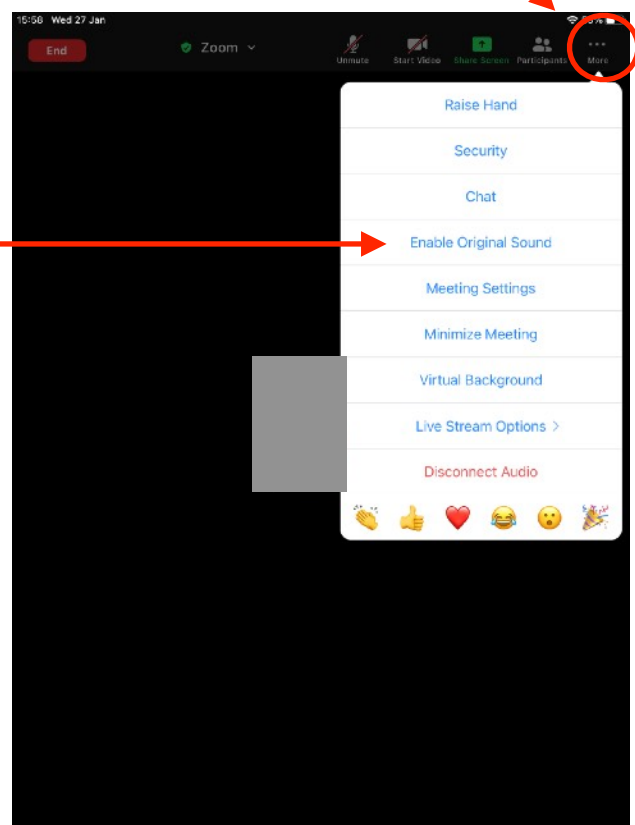 15:58 Wed 27 Jan
End
Zoom
Unmute
Start Video
Share Screen
Participants
More
Raise Hand
Security
Chat
Enable Original Sound
Meeting Settings
Minimize Meeting
Virtual Background
Live Stream Options >
Disconnect Audio